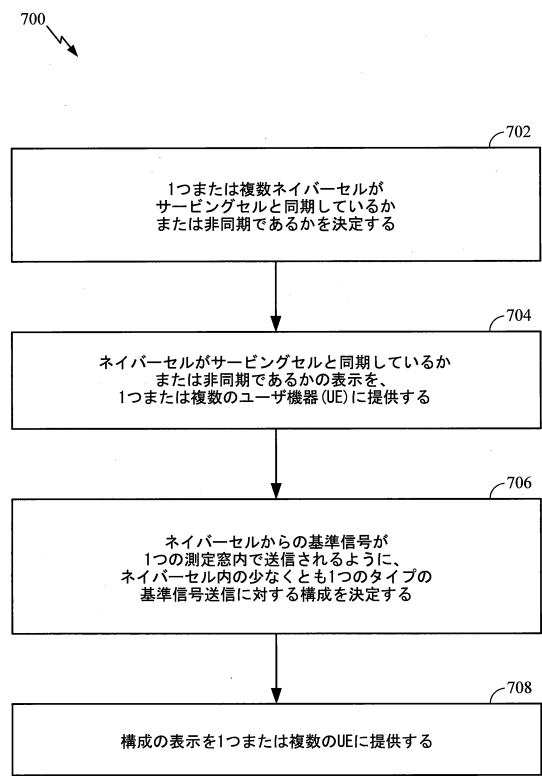 700
702
1つまたは複数ネイバーセルが
サービングセルと同期しているか
または非同期であるかを決定する
704
ネイバーセルがサービングセルと同期しているか
または非同期であるかの表示を、
1つまたは複数のユーザ機器(UE)に提供する
706
ネイバーセルからの基準信号が
1つの測定窓内で送信されるように、
ネイバーセル内の少なくとも1つのタイプの
基準信号送信に対する構成を決定する
708
構成の表示を1つまたは複数のUEに提供する